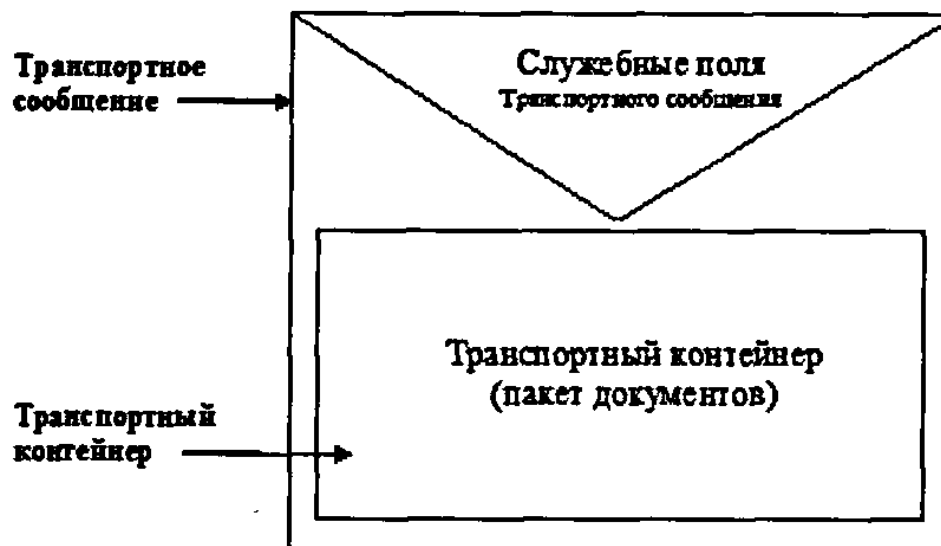 Транспортное
сообщение
Служебные поля
Транспортного сообщения
Транспортный контейнер
(пакет документов)
Транспортный
контейнер